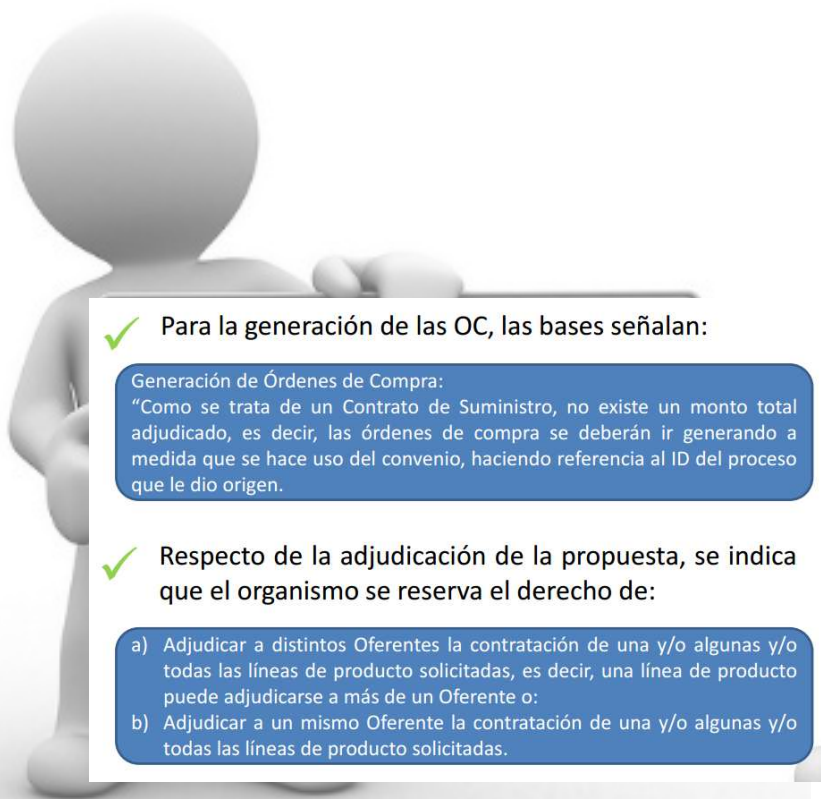 Para la generación de las OC, las bases señalan:
Generación de Órdenes de Compra:
“Como se trata de un Contrato de Suministro, no existe un monto total
adjudicado, es decir, las órdenes de compra se deberán ir generando a
medida que se hace uso del convenio, haciendo referencia al ID del proceso
que le dio origen.
Respecto de la adjudicación de la propuesta, se indica
que el organismo se reserva el derecho de:
a) Adjudicar a distintos Oferentes la contratación de una y/o algunas y/o
todas las líneas de producto solicitadas, es decir, una línea de producto
puede adjudicarse a más de un Oferente o:
b) Adjudicar a un mismo Oferente la contratación de una y/o algunas y/o
todas las líneas de producto solicitadas.